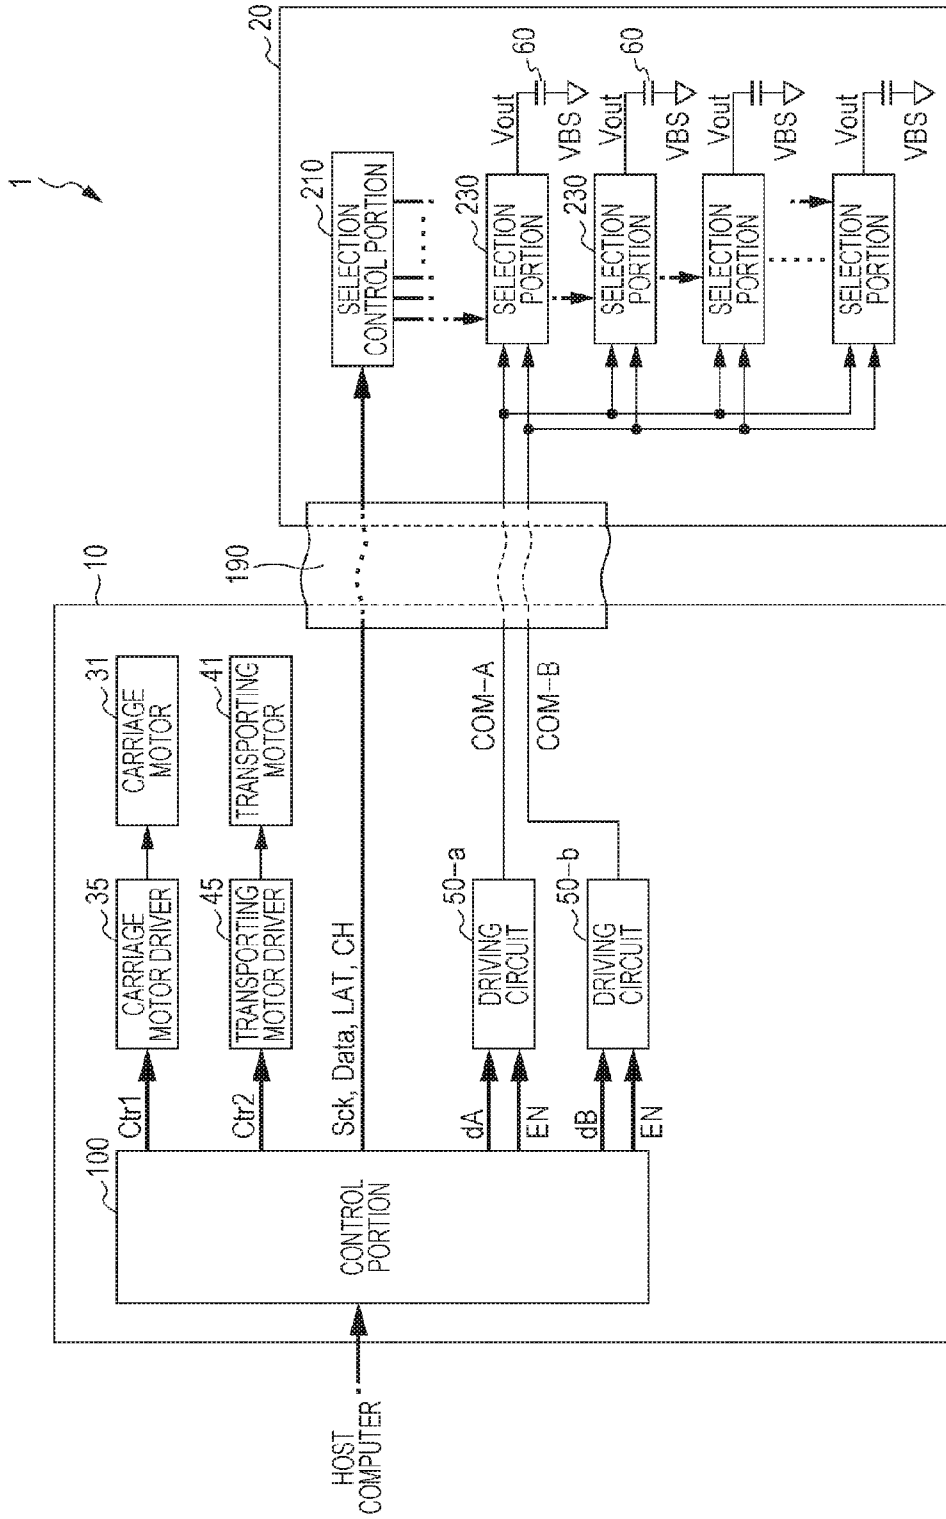 1
10
20
HOST
COMPUTER
100
CONTROL
PORTION
Ctr1
35
CARRIAGE
MOTOR DRIVER
31
CARRIAGE
MOTOR
Ctr2
45
TRANSPORTING
MOTOR DRIVER
41
TRANSPORTING
MOTOR
Sck, Data, LAT, CH
190
dA
EN
50-a
DRIVING
CIRCUIT
COM-A
dB
EN
50-b
DRIVING
CIRCUIT
COM-B
210
SELECTION
CONTROL PORTION
230
SELECTION
PORTION
Vout
60
VBS
230
SELECTION
PORTION
Vout
60
VBS
SELECTION
PORTION
Vout
VBS
SELECTION
PORTION
Vout
VBS